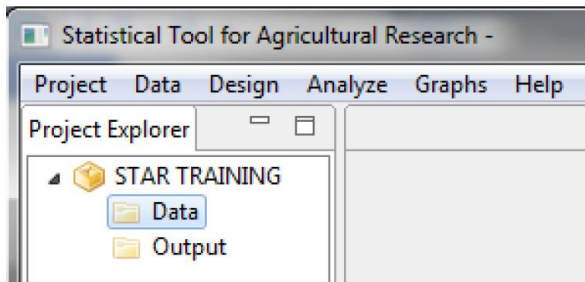 Statistical Tool for Agricultural Research -
Project Data Design Analyze Graphs Help
Project Explorer
STAR TRAINING
Data
Output